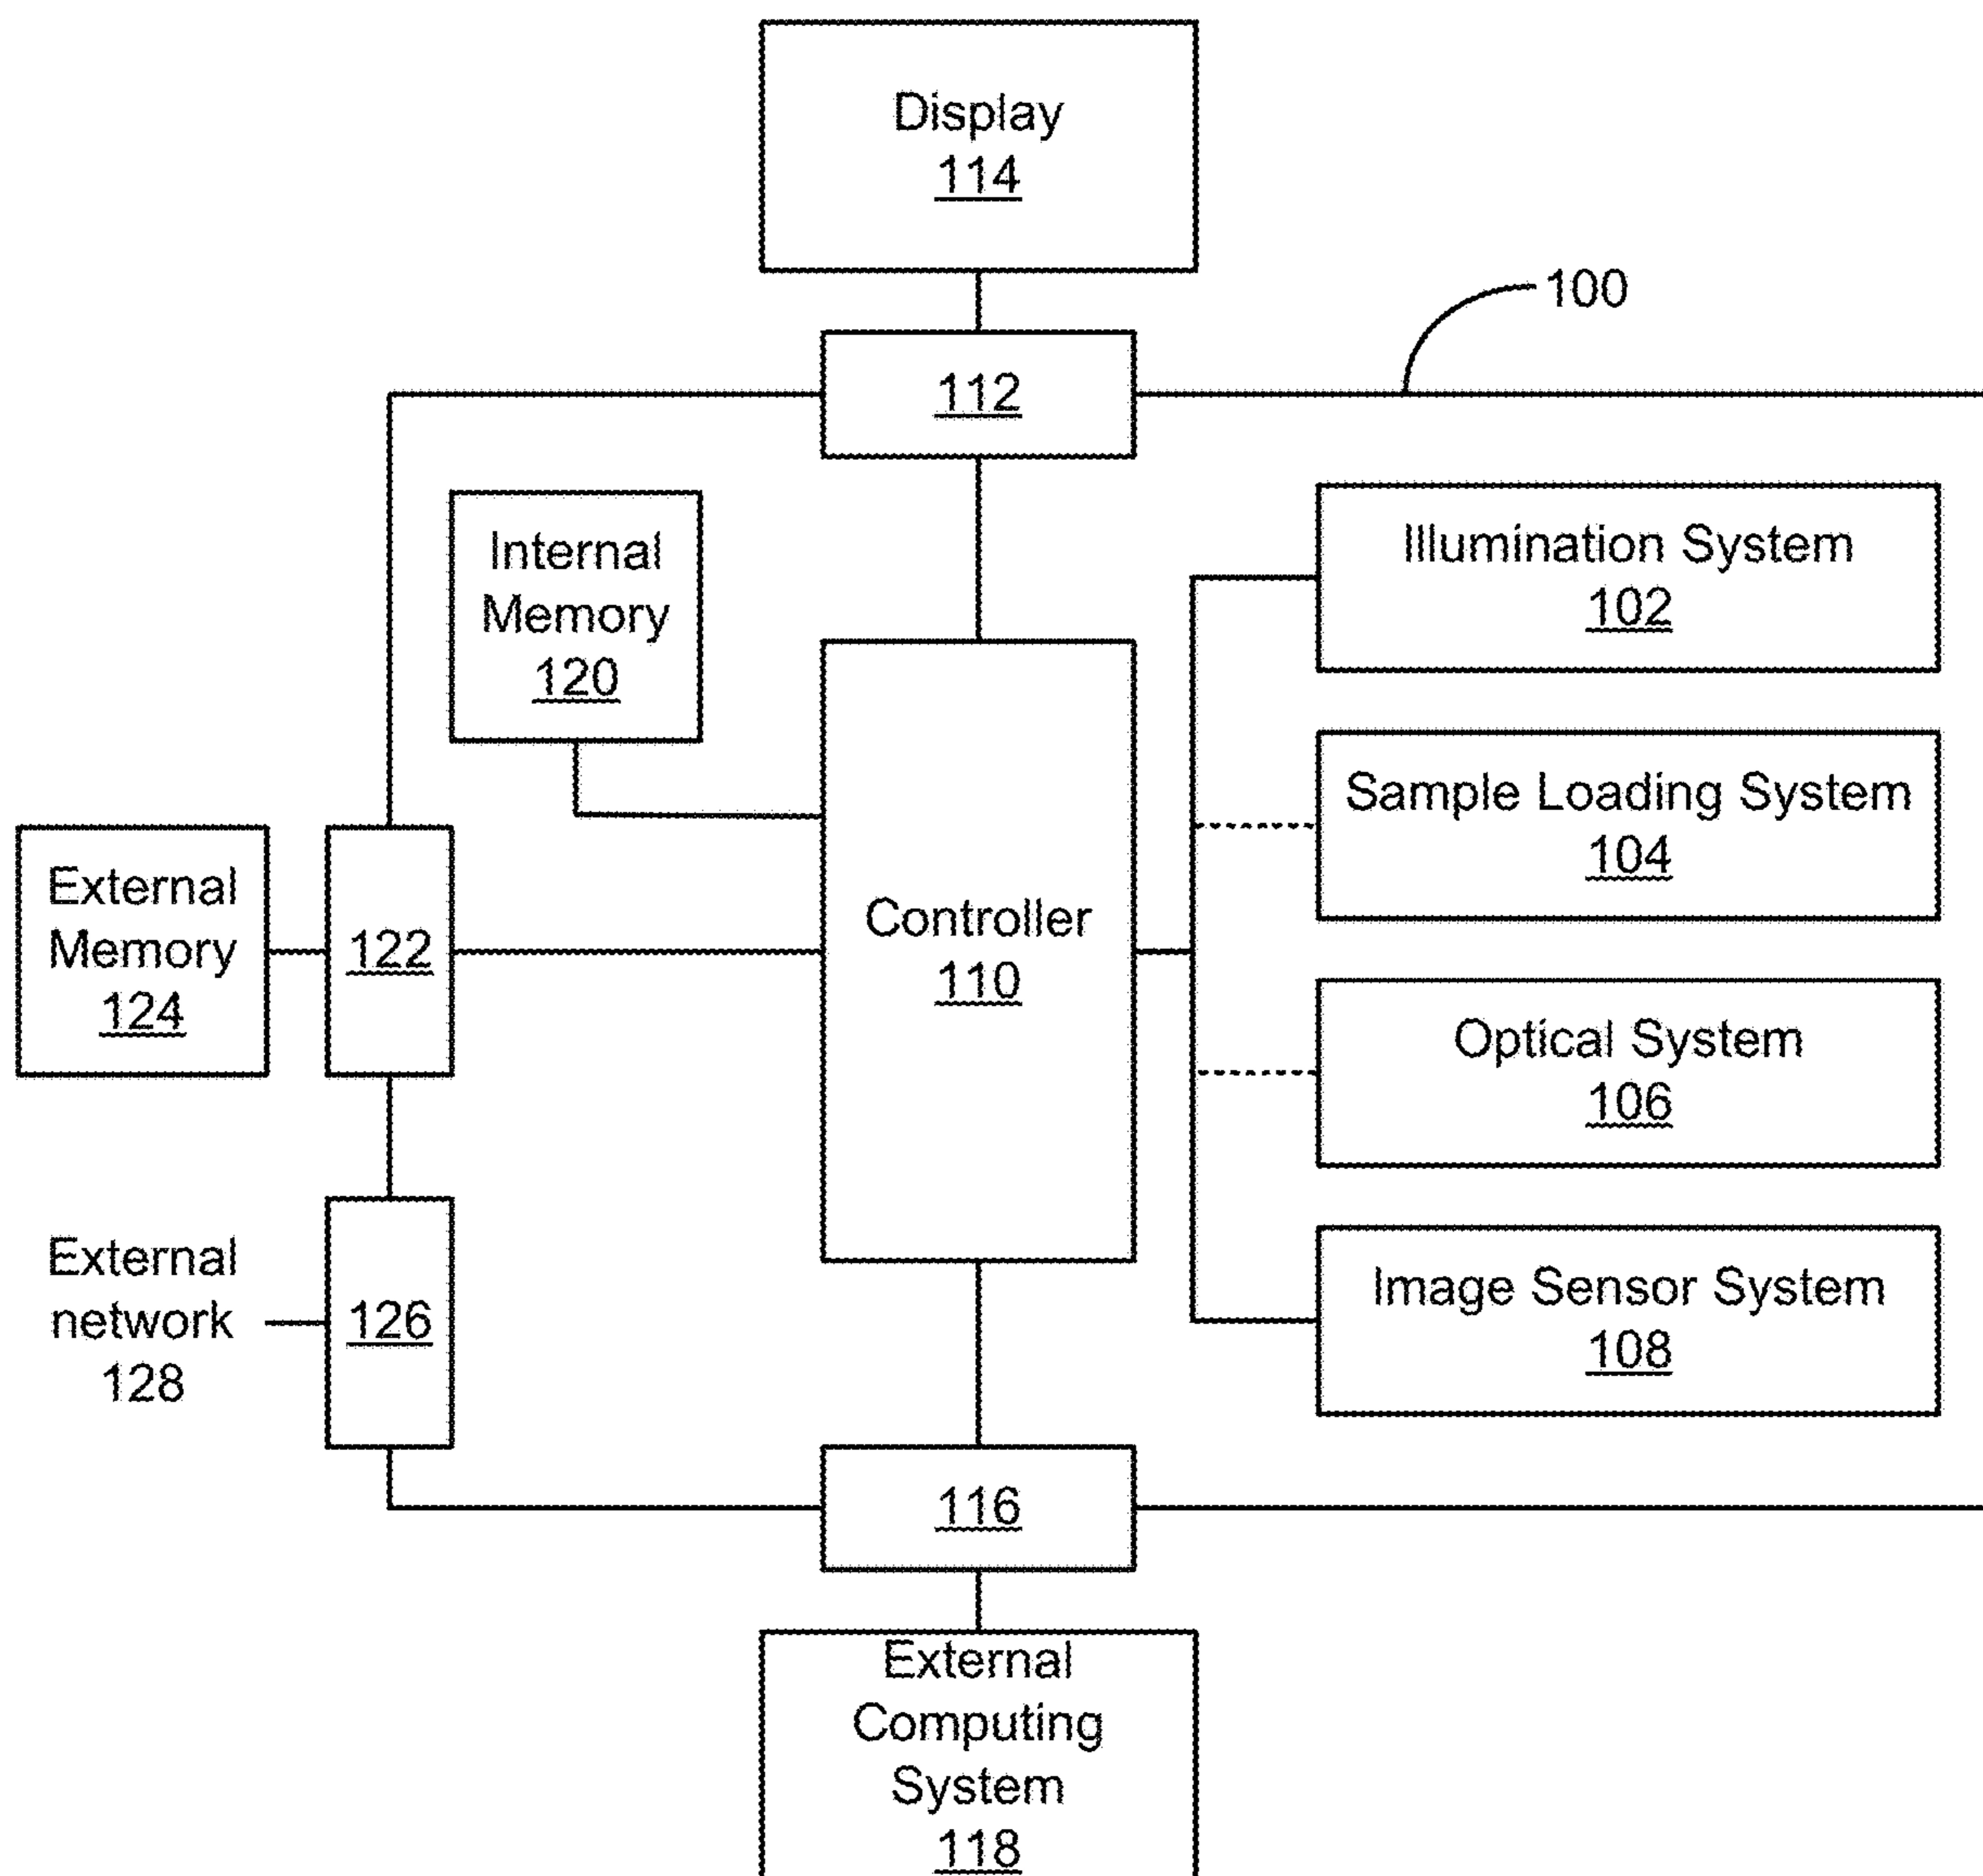 Display
114
100
112
Internal
Memory
120
Illumination System
102
Sample Loading System
104
External
Memory
124
122
Controller
110
Optical System
106
External
network
128
126
Image Sensor System
108
116
External
Computing
System
118